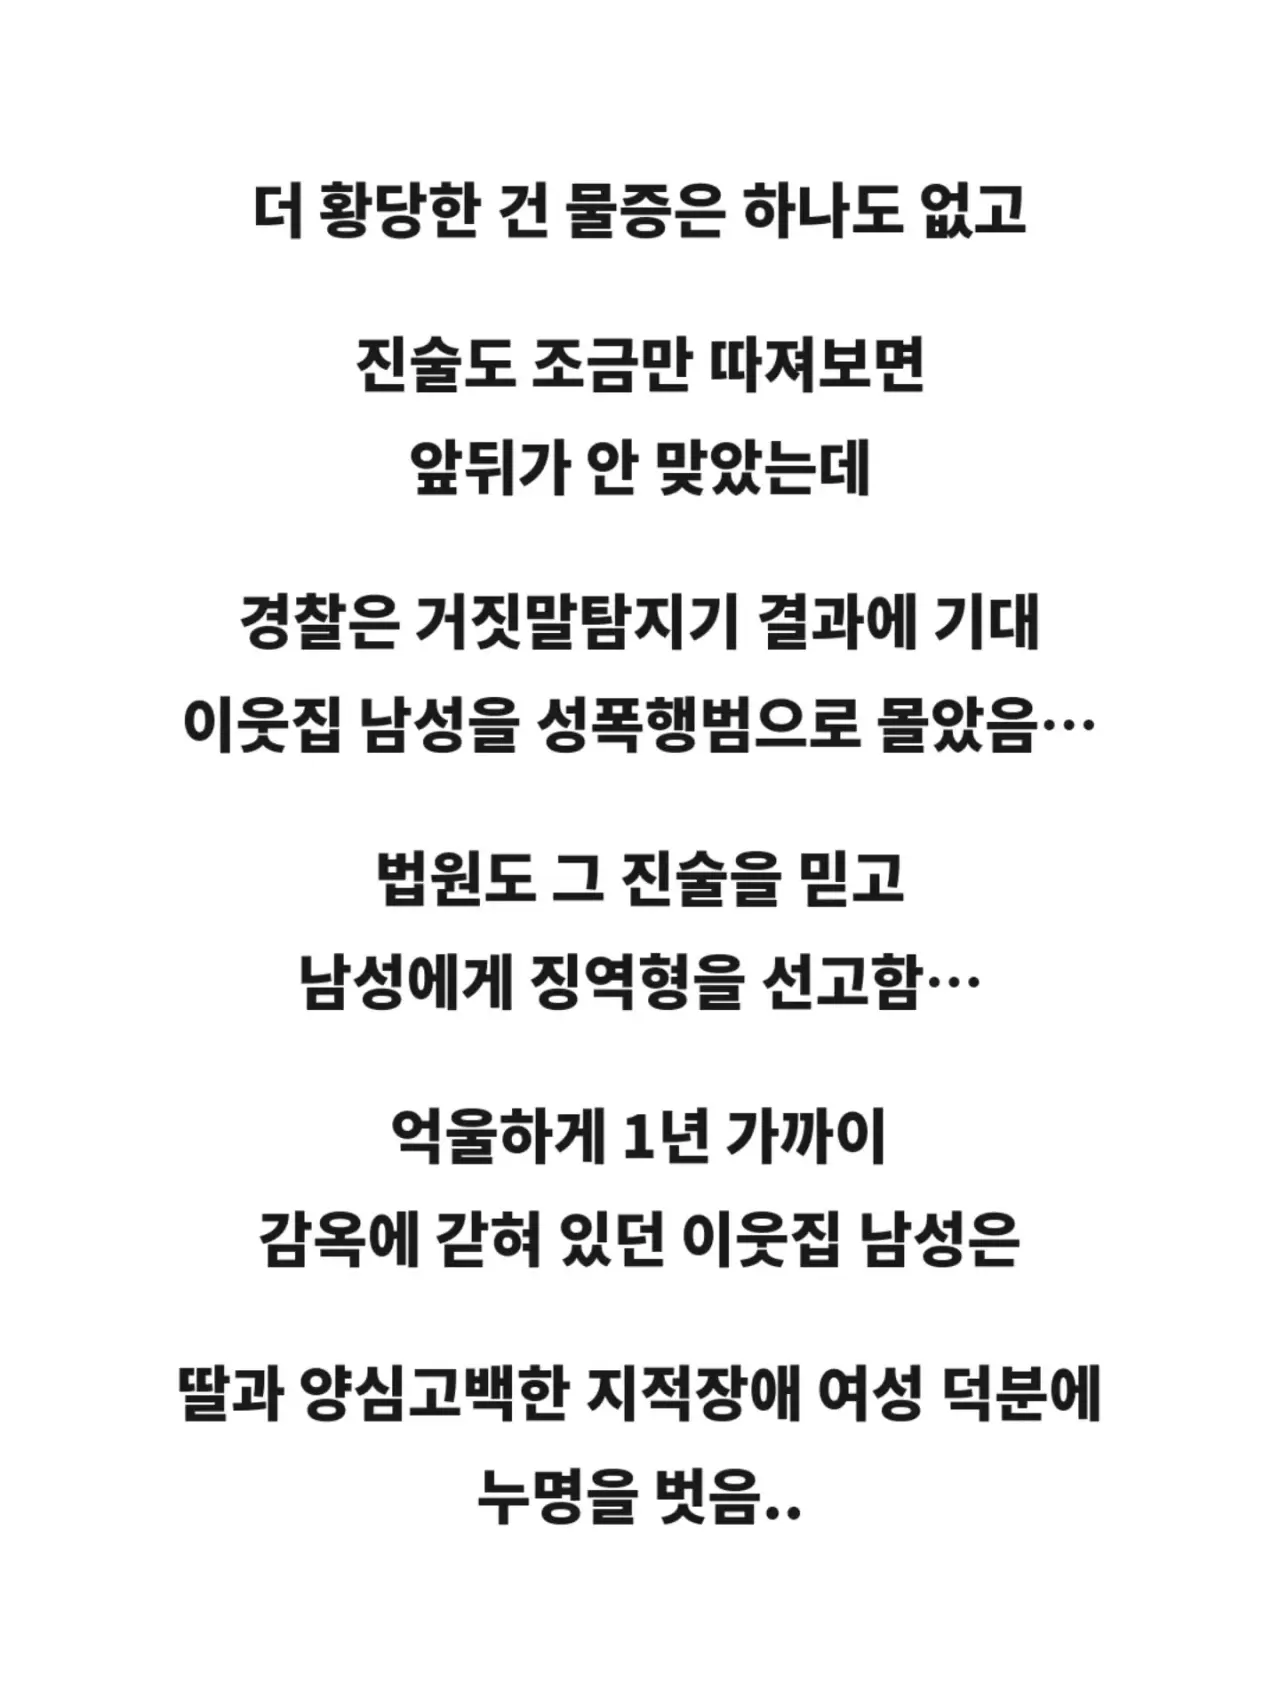 더 황당한 건 물증은 하나도 없고
진술도 조금만 따져보면
앞뒤가 안 맞았는데
경찰은 거짓말탐지기 결과에 기대
이웃집 남성을 성폭행범으로 몰았음…
법원도 그 진술을 믿고
남성에게 징역형을 선고함…
억울하게 1년 가까이
감옥에 갇혀 있던 이웃집 남성은
딸과 양심고백한 지적장애 여성 덕분에
누명을 벗음..